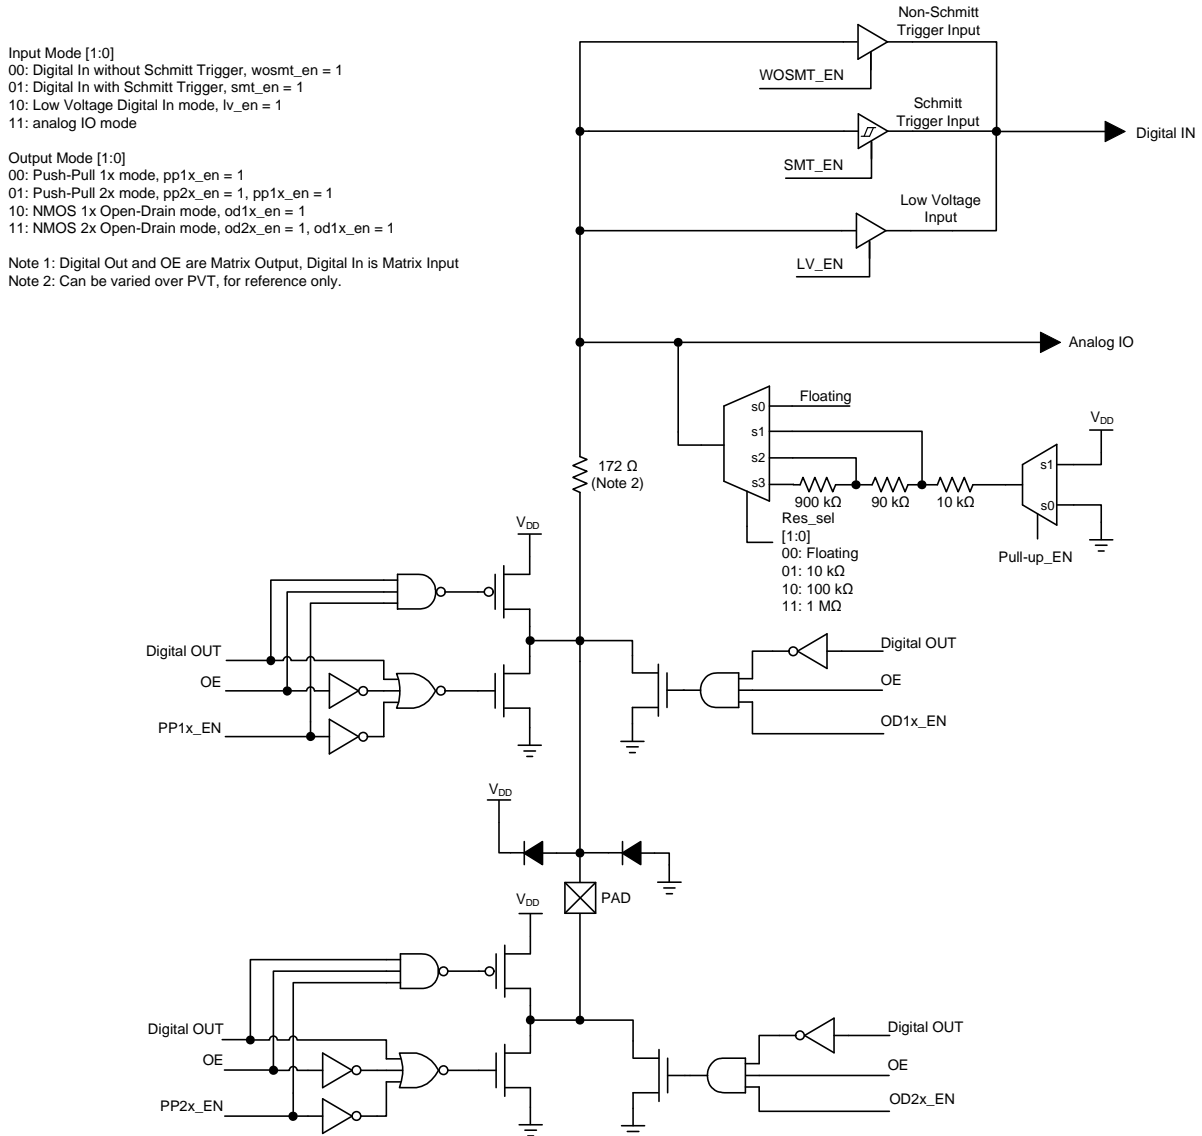 Input Mode [1:0]
00: Digital In without Schmitt Trigger, wosmt_en = 1
01: Digital In with Schmitt Trigger, smt_en = 1
10: Low Voltage Digital In mode, lv_en = 1
11: analog IO mode
Output Mode [1:0]
00: Push-Pull 1x mode, pp1x_en = 1
01: Push-Pull 2x mode, pp2x_en = 1, pp1x_en = 1
10: NMOS 1x Open-Drain mode, od1x_en = 1
11: NMOS 2x Open-Drain mode, od2x_en = 1, od1x_en = 1
Note 1: Digital Out and OE are Matrix Output, Digital In is Matrix Input
Note 2: Can be varied over PVT, for reference only.
Non-Schmitt
Trigger Input
WOSMT_EN
Schmitt
Trigger Input
SMT_EN
Digital IN
Low Voltage
Input
LV_EN
Analog IO
s0
Floating
s1
s2
s3
900 kΩ
90 kΩ
10 kΩ
VDD
s1
s0
Pull-up_EN
Res_sel
[1:0]
00: Floating
01: 10 kΩ
10: 100 kΩ
11: 1 MΩ
172 Ω
(Note 2)
VDD
Digital OUT
OE
PP1x_EN
Digital OUT
OE
OD1x_EN
VDD
PAD
VDD
Digital OUT
OE
PP2x_EN
Digital OUT
OE
OD2x_EN